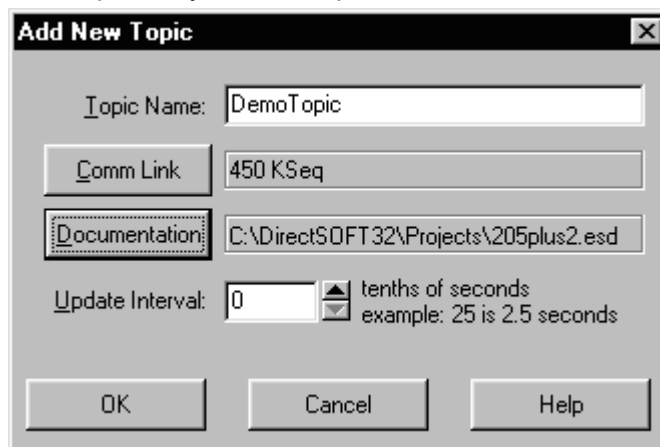 Add New Topic
Topic Name: DemoTopic
Comm Link 450 KSeq
Documentation C:\DirectSOFT32\Projects\205plus2.esd
Update Interval: 0 tenths of seconds
example: 25 is 2.5 seconds
OK Cancel Help